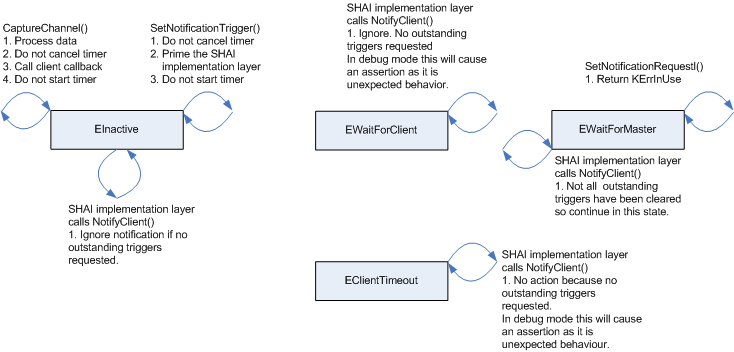 CaptureChannel()
1. Process data
2. Do not cancel timer
3. Call client callback
4. Do not start timer
SetNotificationTrigger()
1. Do not cancel timer
2. Prime the SHAI
implementation layer
3. Do not start timer
EInactive
SHAI implementation layer
calls NotifyClient()
1. Ignore notification if no
outstanding triggers
requested.
SHAI implementation layer
calls NotifyClient()
1. Ignore. No outstanding
triggers requested
In debug mode this will cause
an assertion as it is
unexpected behavior.
EWaitForClient
SetNotificationRequestI()
1. Return KErrInUse
EWaitForMaster
SHAI implementation layer
calls NotifyClient()
1. Not all outstanding
triggers have been cleared
so continue in this state.
EClientTimeout
SHAI implementation layer
calls NotifyClient()
1. No action because no
outstanding triggers
requested.
In debug mode this will cause
an assertion as it is
unexpected behaviour.